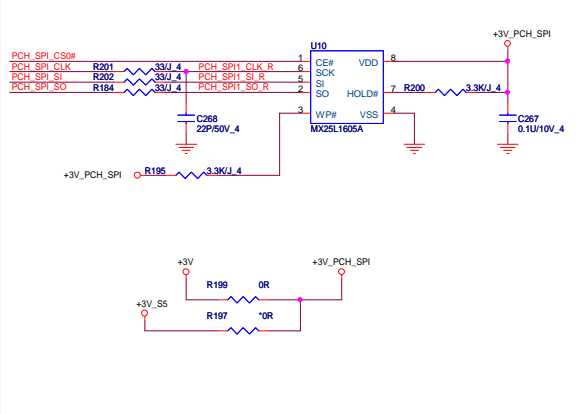 +3V_PCH_SPI
U10
PCH_SPI_CS0# 1 CE# VDD 8
PCH_SPI_CLK R201 33/J_4 PCH_SPI1_CLK_R 6 SCK
PCH_SPI_SI R202 33/J_4 PCH_SPI1_SI_R 5 SI
PCH_SPI_SO R184 33/J_4 PCH_SPI1_SO_R 2 SO HOLD# 7 R200 3.3K/J_4
3 WP# VSS 4
C268
22P/50V_4
MX25L1605A
C267
0.1U/10V_4
+3V_PCH_SPI R195 3.3K/J_4
+3V +3V_PCH_SPI
R199 0R
+3V_S5
R197 *0R